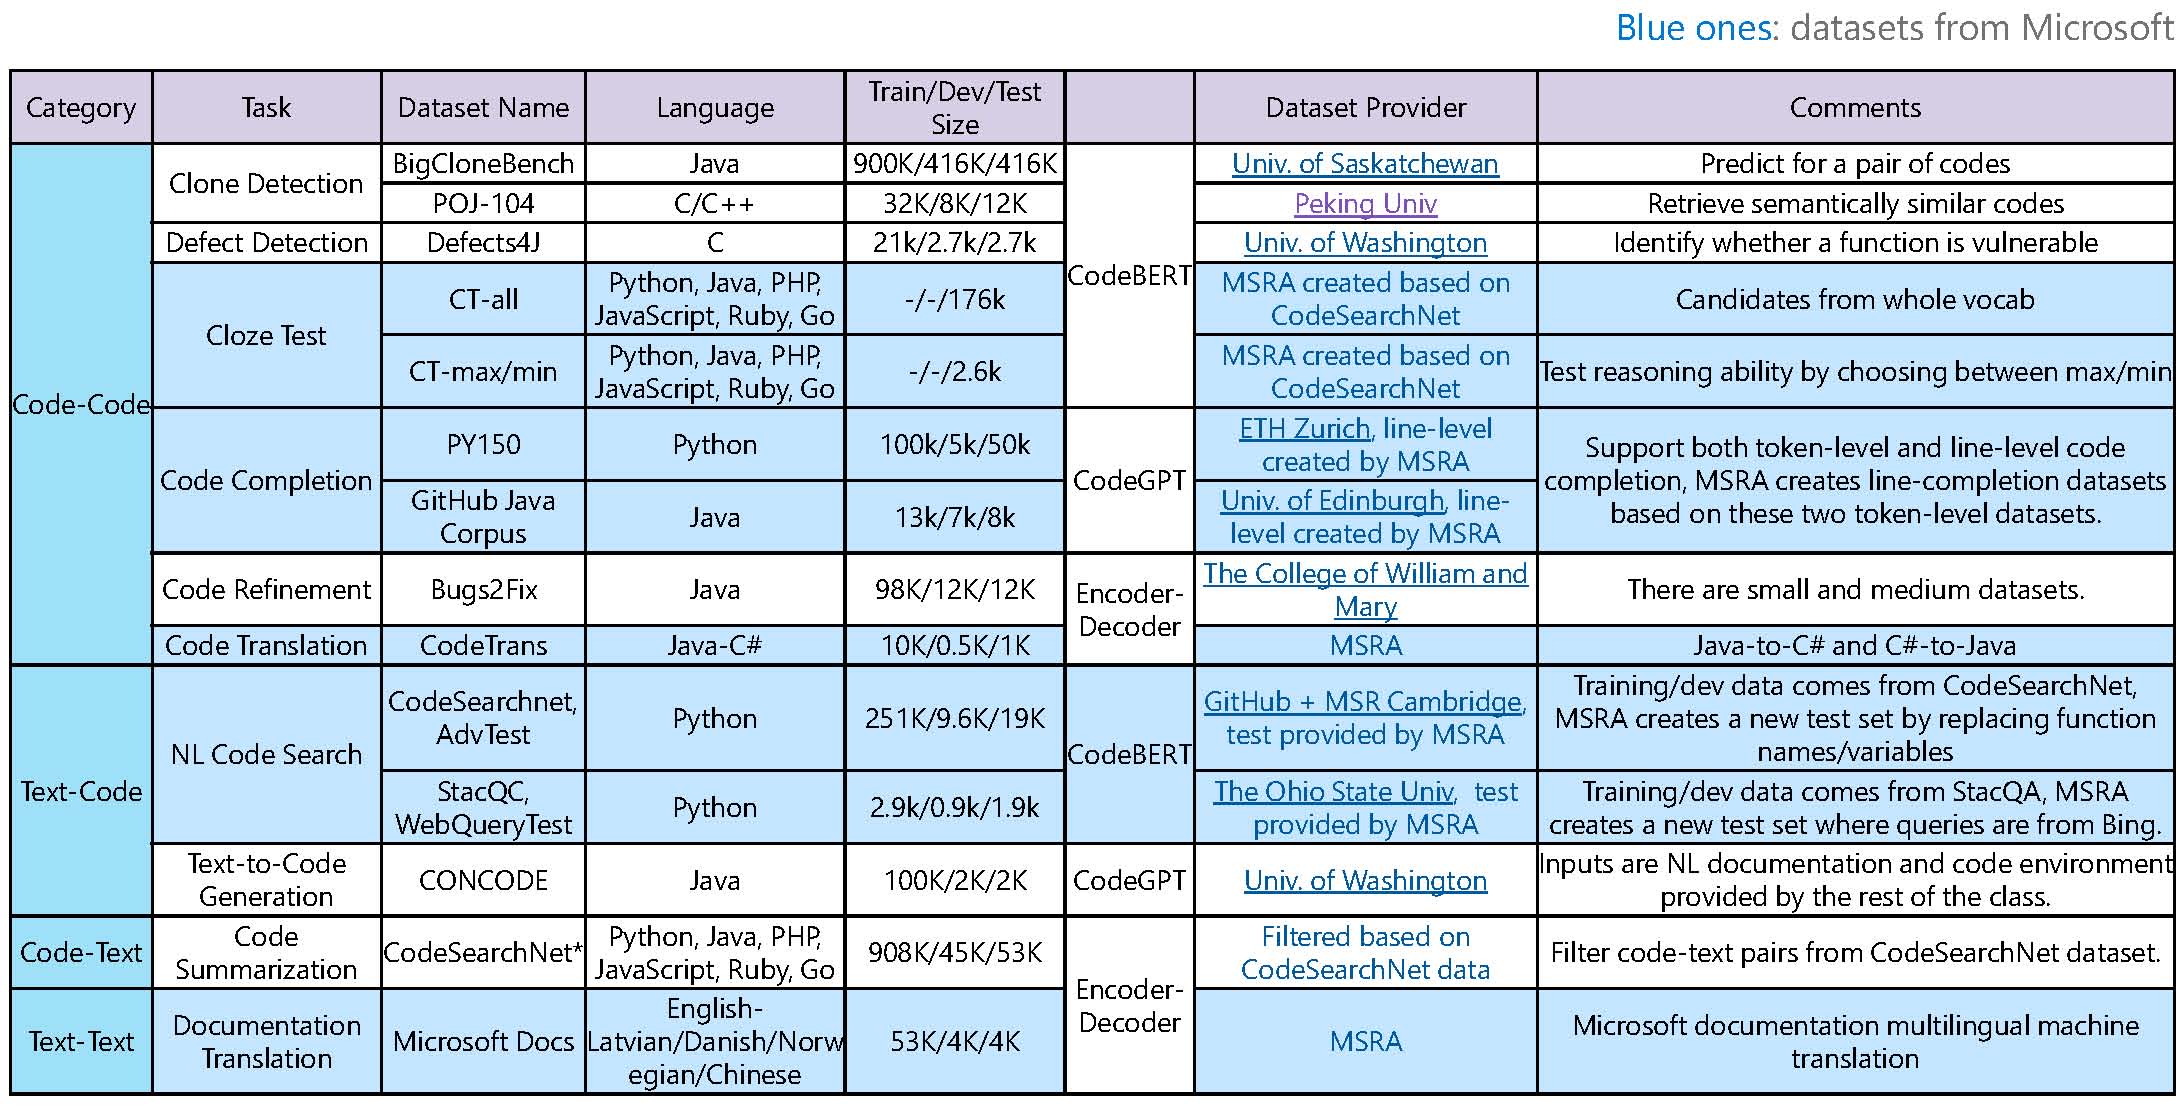 Blue ones: datasets from Microsoft
Category
Task
Dataset Name
Language
Train/Dev/Test
Size
Dataset Provider
Comments
Code-Code
Clone Detection
BigCloneBench
Java
900K/416K/416K
CodeBERT
Univ. of Saskatchewan
Predict for a pair of codes
POJ-104
C/C++
32K/8K/12K
Peking Univ
Retrieve semantically similar codes
Defect Detection
Defects4J
C
21k/2.7k/2.7k
Univ. of Washington
Identify whether a function is vulnerable
Cloze Test
CT-all
Python, Java, PHP,
JavaScript, Ruby, Go
-/-/176k
MSRA created based on
CodeSearchNet
Candidates from whole vocab
CT-max/min
Python, Java, PHP,
JavaScript, Ruby, Go
-/-/2.6k
MSRA created based on
CodeSearchNet
Test reasoning ability by choosing between max/min
Code Completion
PY150
Python
100k/5k/50k
CodeGPT
ETH Zurich, line-level
created by MSRA
Support both token-level and line-level code
completion, MSRA creates line-completion datasets
based on these two token-level datasets.
GitHub Java
Corpus
Java
13k/7k/8k
Univ. of Edinburgh, line-
level created by MSRA
Code Refinement
Bugs2Fix
Java
98K/12K/12K
Encoder-
Decoder
The College of William and
Mary
There are small and medium datasets.
Code Translation
CodeTrans
Java-C#
10K/0.5K/1K
MSRA
Java-to-C# and C#-to-Java
Text-Code
NL Code Search
CodeSearchnet,
AdvTest
Python
251K/9.6K/19K
CodeBERT
GitHub + MSR Cambridge,
test provided by MSRA
Training/dev data comes from CodeSearchNet,
MSRA creates a new test set by replacing function
names/variables
StacQC,
WebQueryTest
Python
2.9k/0.9k/1.9k
The Ohio State Univ, test
provided by MSRA
Training/dev data comes from StacQA, MSRA
creates a new test set where queries are from Bing.
Text-to-Code
Generation
CONCODE
Java
100K/2K/2K
CodeGPT
Univ. of Washington
Inputs are NL documentation and code environment
provided by the rest of the class.
Code-Text
Code
Summarization
CodeSearchNet*
Python, Java, PHP,
JavaScript, Ruby, Go
908K/45K/53K
Encoder-
Decoder
Filtered based on
CodeSearchNet data
Filter code-text pairs from CodeSearchNet dataset.
Text-Text
Documentation
Translation
Microsoft Docs
English-
Latvian/Danish/Norw
egian/Chinese
53K/4K/4K
MSRA
Microsoft documentation multilingual machine
translation